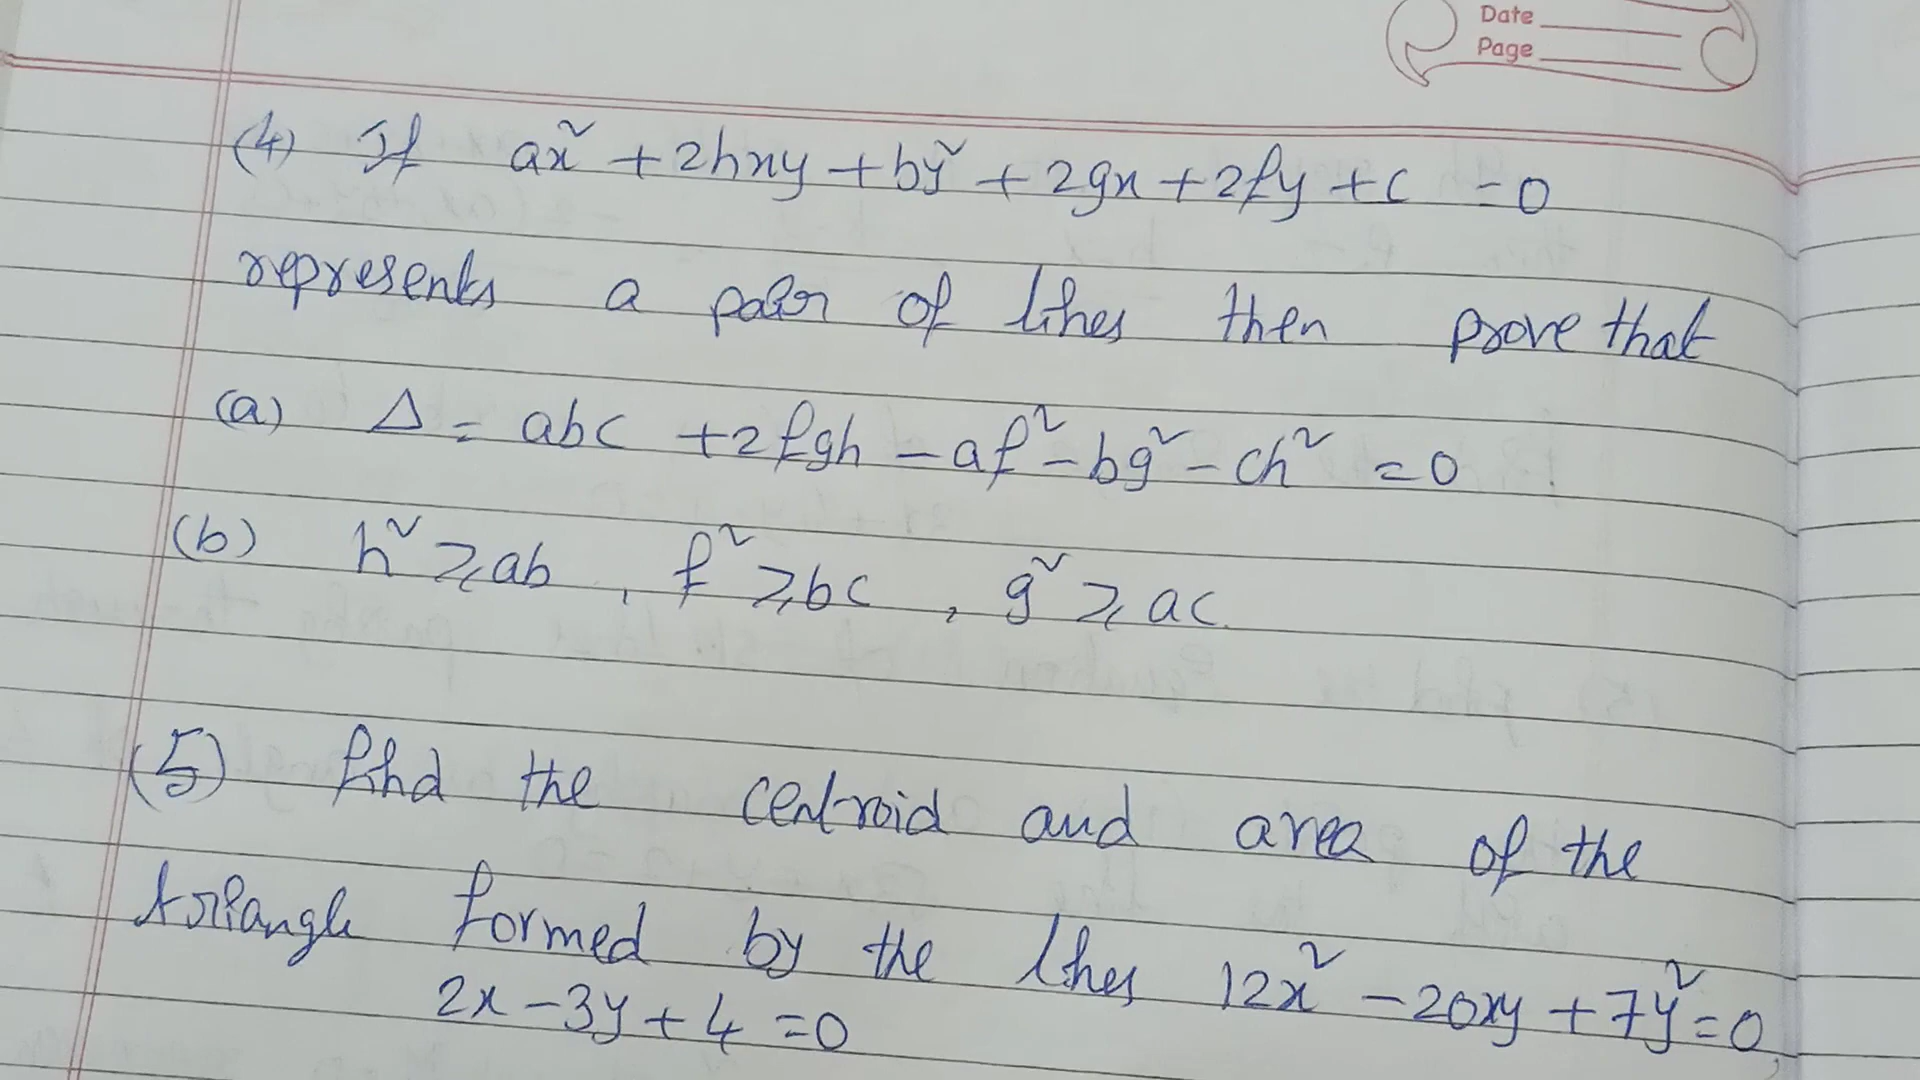 Date
Page
(4) If ax² + 2hxy + by² + 2gx + 2fy + c = 0
represents a pair of lines then prove that
(a) Δ = abc + 2fgh - af² - bg² - ch² = 0
(b) h² ≥ ab , f² ≥ bc , g² ≥ ac.
(5) find the centroid and area of the
triangle formed by the lines 12x² - 20xy + 7y² = 0,
2x - 3y + 4 = 0